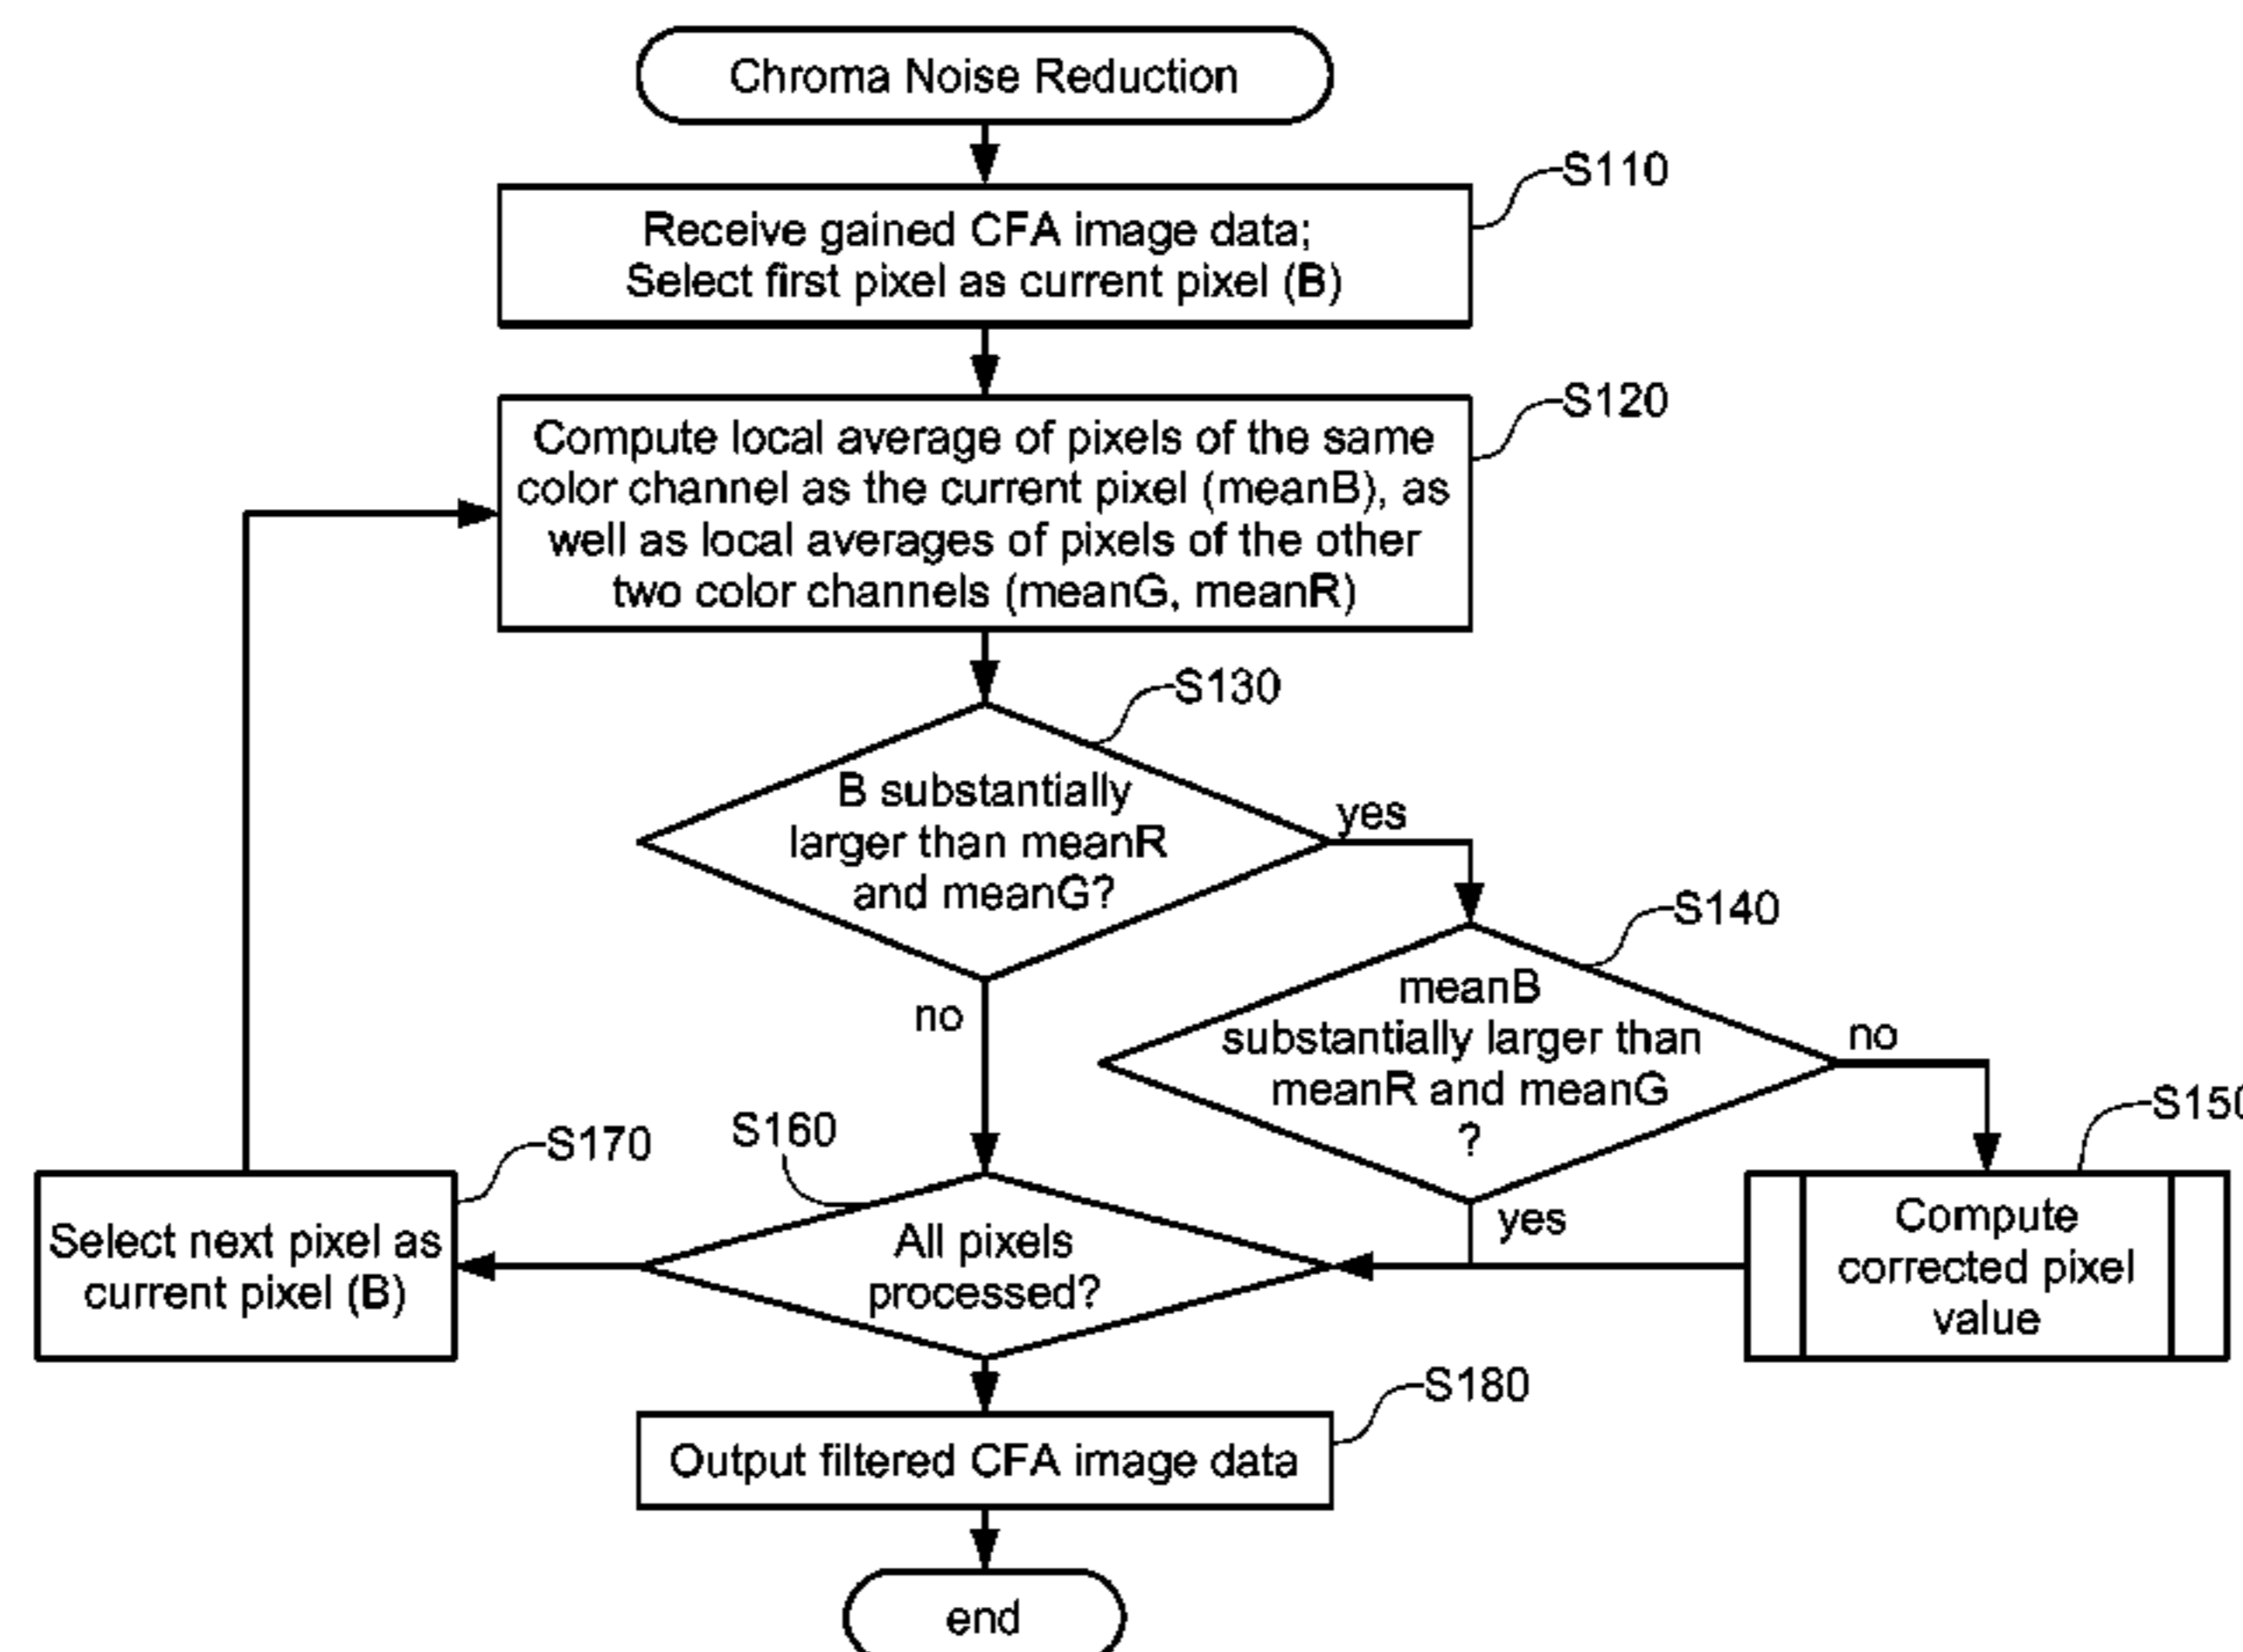 Chroma Noise Reduction
S110
Receive gained CFA image data;
Select first pixel as current pixel (B)
S120
Compute local average of pixels of the same
color channel as the current pixel (meanB), as
well as local averages of pixels of the other
two color channels (meanG, meanR)
S130
B substantially
larger than meanR
and meanG?
yes
no
S140
meanB
substantially larger than
meanR and meanG
?
no
yes
S150
Compute
corrected pixel
value
S160
All pixels
processed?
S170
Select next pixel as
current pixel (B)
S180
Output filtered CFA image data
end